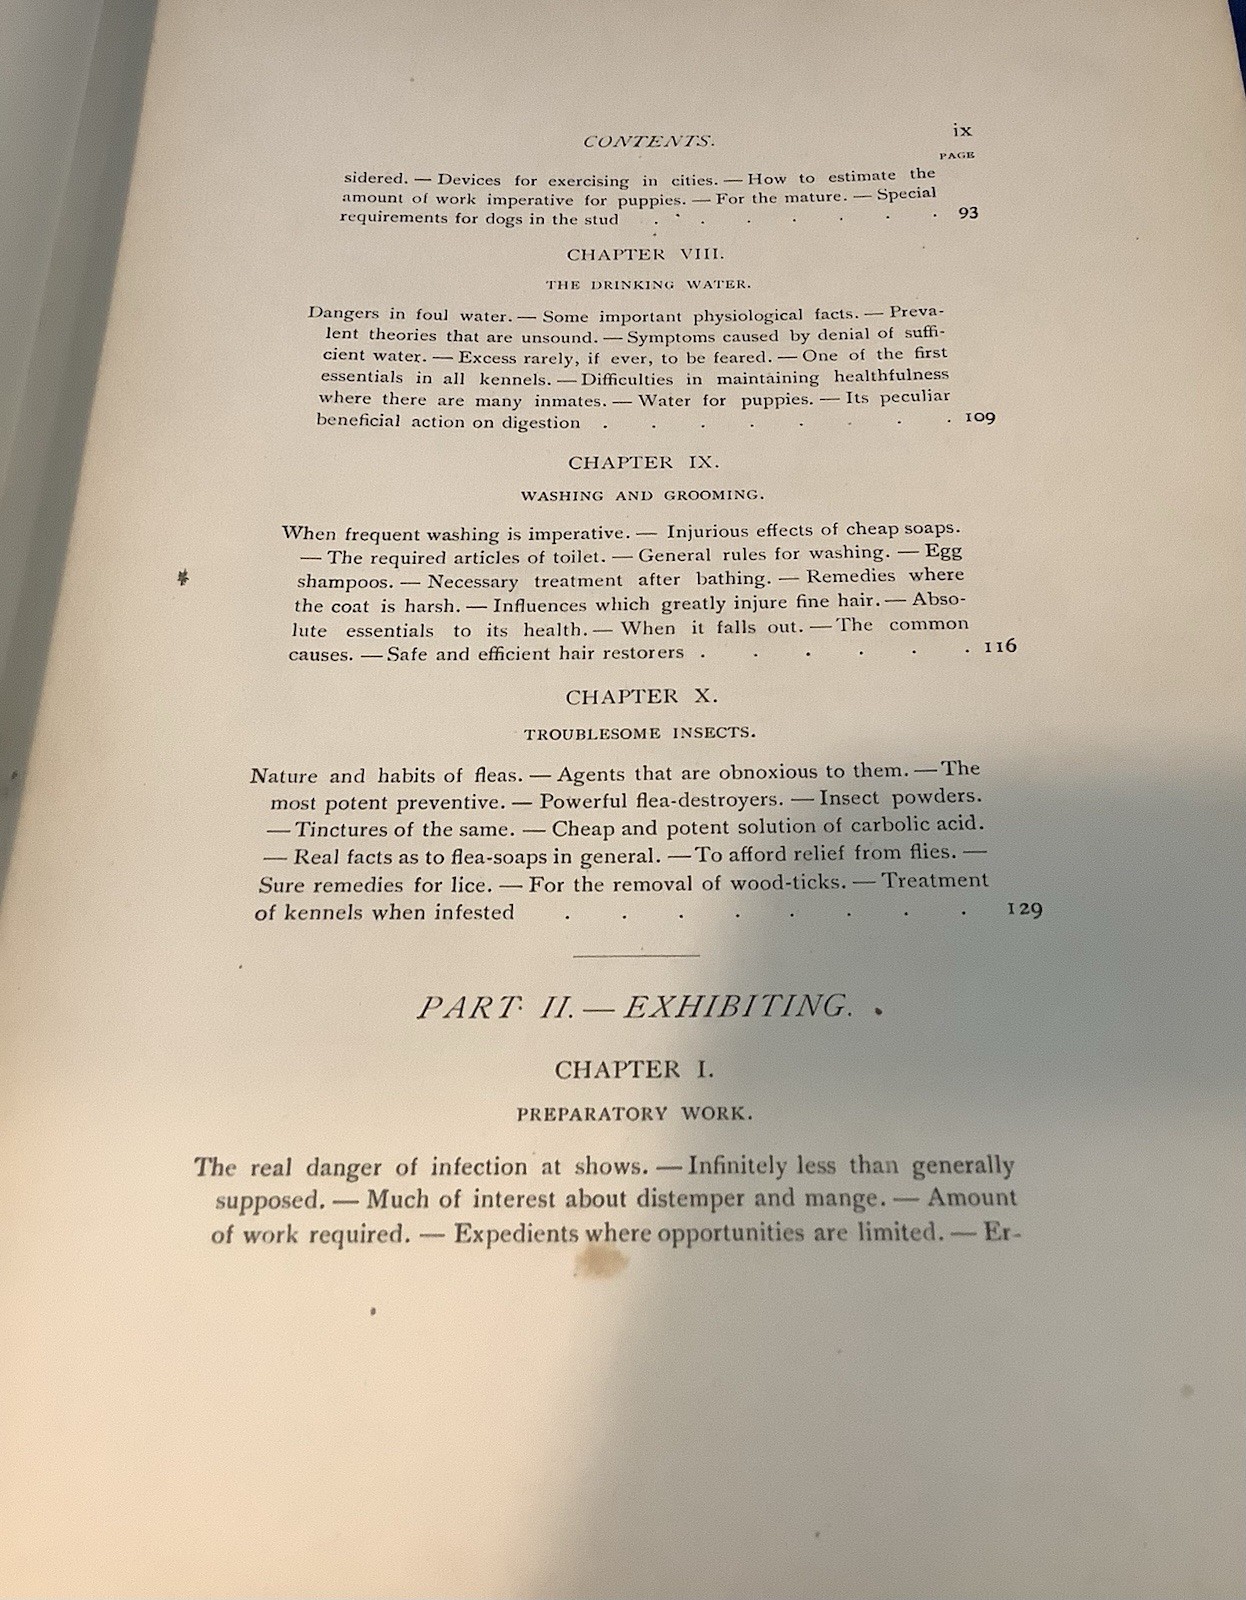 CONTENTS. ix
PAGE
sidered. — Devices for exercising in cities. — How to estimate the
amount of work imperative for puppies. — For the mature. — Special
requirements for dogs in the stud . . . . . . . 93
CHAPTER VIII.
THE DRINKING WATER.
Dangers in foul water. — Some important physiological facts. — Preva-
lent theories that are unsound. — Symptoms caused by denial of suffi-
cient water. — Excess rarely, if ever, to be feared. — One of the first
essentials in all kennels. — Difficulties in maintaining healthfulness
where there are many inmates. — Water for puppies. — Its peculiar
beneficial action on digestion . . . . . . . . 109
CHAPTER IX.
WASHING AND GROOMING.
When frequent washing is imperative. — Injurious effects of cheap soaps.
— The required articles of toilet. — General rules for washing. — Egg
shampoos. — Necessary treatment after bathing. — Remedies where
the coat is harsh. — Influences which greatly injure fine hair. — Abso-
lute essentials to its health. — When it falls out. — The common
causes. — Safe and efficient hair restorers . . . . . . 116
CHAPTER X.
TROUBLESOME INSECTS.
Nature and habits of fleas. — Agents that are obnoxious to them. — The
most potent preventive. — Powerful flea-destroyers. — Insect powders.
— Tinctures of the same. — Cheap and potent solution of carbolic acid.
— Real facts as to flea-soaps in general. — To afford relief from flies. —
Sure remedies for lice. — For the removal of wood-ticks. — Treatment
of kennels when infested . . . . . . . . 129
PART II. — EXHIBITING.
CHAPTER I.
PREPARATORY WORK.
The real danger of infection at shows. — Infinitely less than generally
supposed. — Much of interest about distemper and mange. — Amount
of work required. — Expedients where opportunities are limited. — Er-